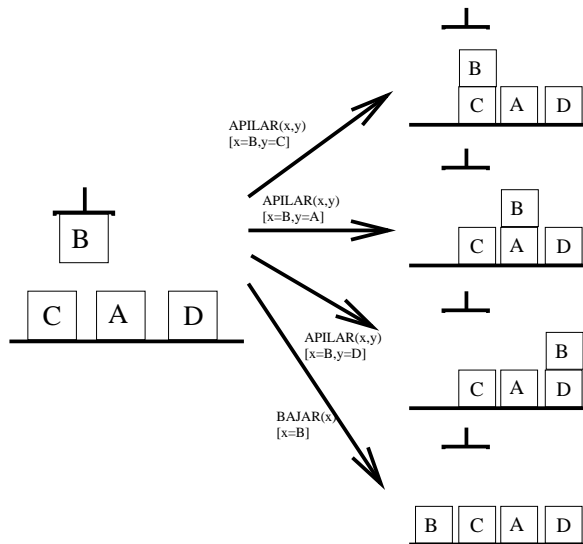 B
C A D
APILAR(x,y)
[x=B,y=C]
APILAR(x,y)
[x=B,y=A]
APILAR(x,y)
[x=B,y=D]
BAJAR(x)
[x=B]
B
C A D
B
C A D
B
C A D
B C A D